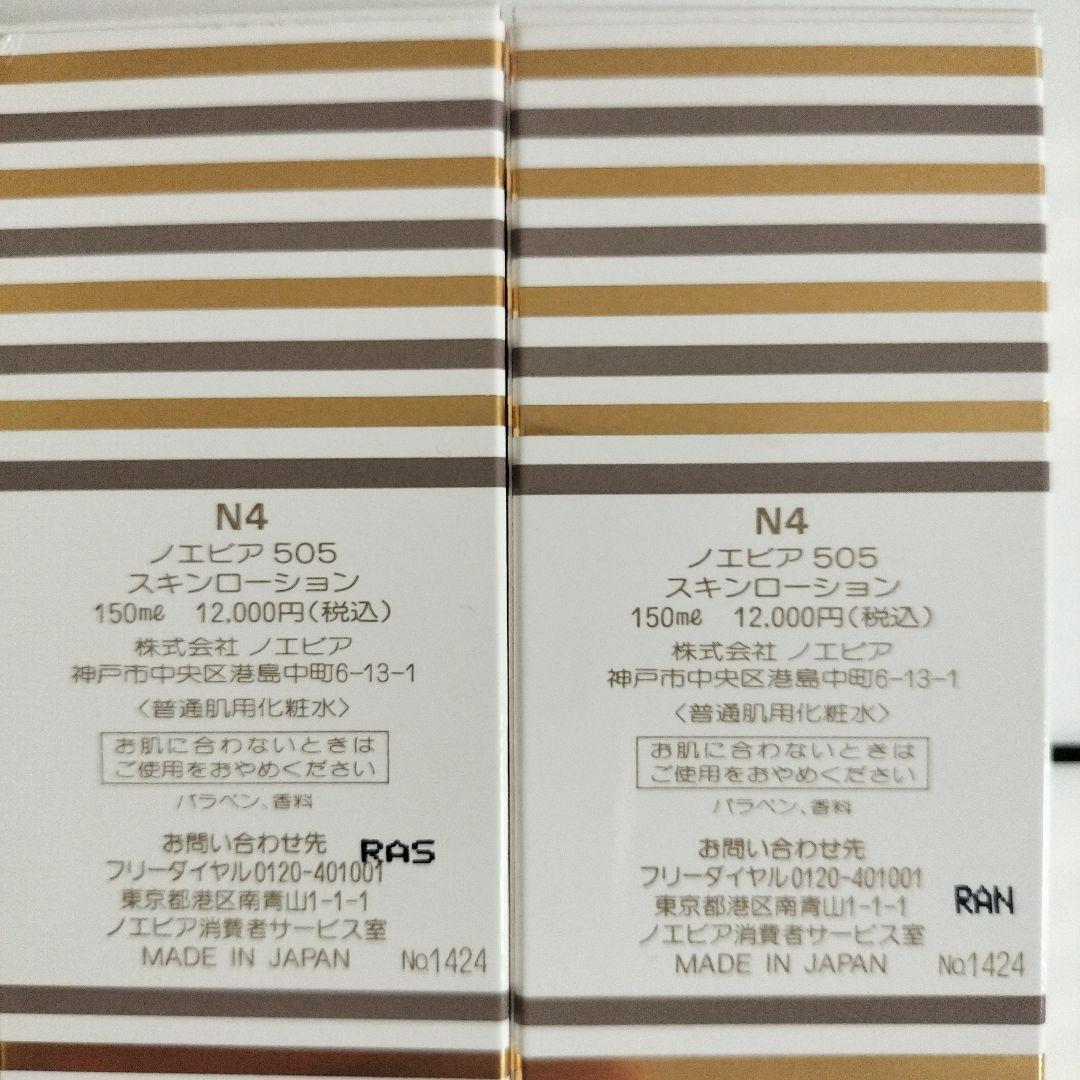 N4
ノエビア505
スキンローション
150㎖ 12,000円(税込)
株式会社 ノエビア
神戸市中央区港島中町6-13-1
〈普通肌用化粧水〉
お肌に合わないときは
ご使用をおやめください
パラベン、香料
お問い合わせ先
RAS
フリーダイヤル0120-401001
東京都港区南青山1-1-1
ノエビア消費者サービス室
MADE IN JAPAN No.1424
N4
ノエビア505
スキンローション
150㎖ 12,000円(税込)
株式会社 ノエビア
神戸市中央区港島中町6-13-1
〈普通肌用化粧水〉
お肌に合わないときは
ご使用をおやめください
パラベン、香料
お問い合わせ先
フリーダイヤル0120-401001
東京都港区南青山1-1-1
RAN
ノエビア消費者サービス室
MADE IN JAPAN No.1424